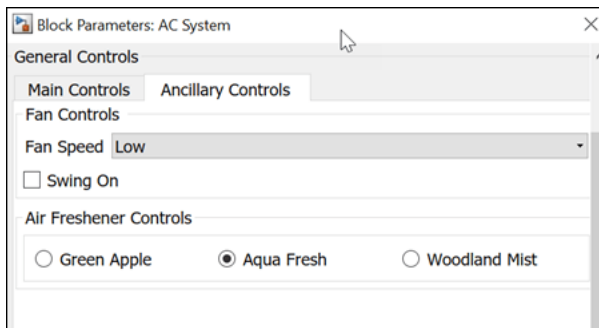 Block Parameters: AC System
General Controls
Main Controls Ancillary Controls
Fan Controls
Fan Speed Low
Swing On
Air Freshener Controls
Green Apple Aqua Fresh Woodland Mist